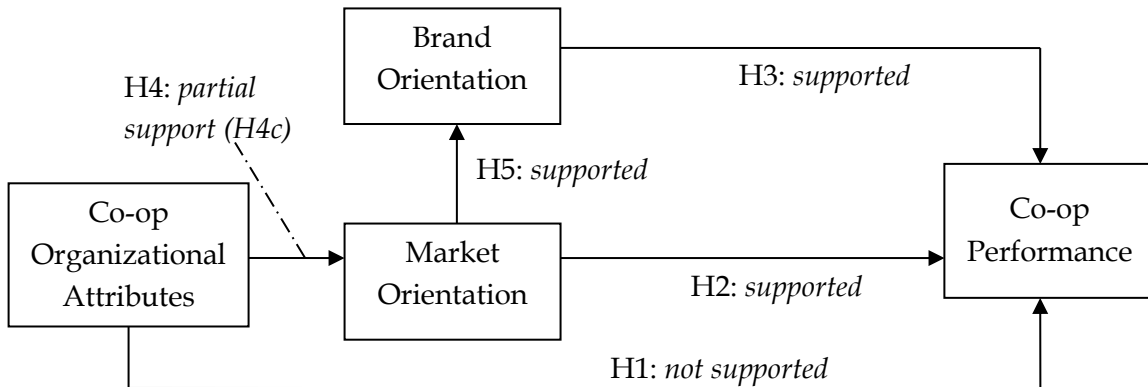 Brand
Orientation
H4: partial
support (H4c)
H3: supported
H5: supported
Co-op
Organizational
Attributes
Market
Orientation
Co-op
Performance
H2: supported
H1: not supported